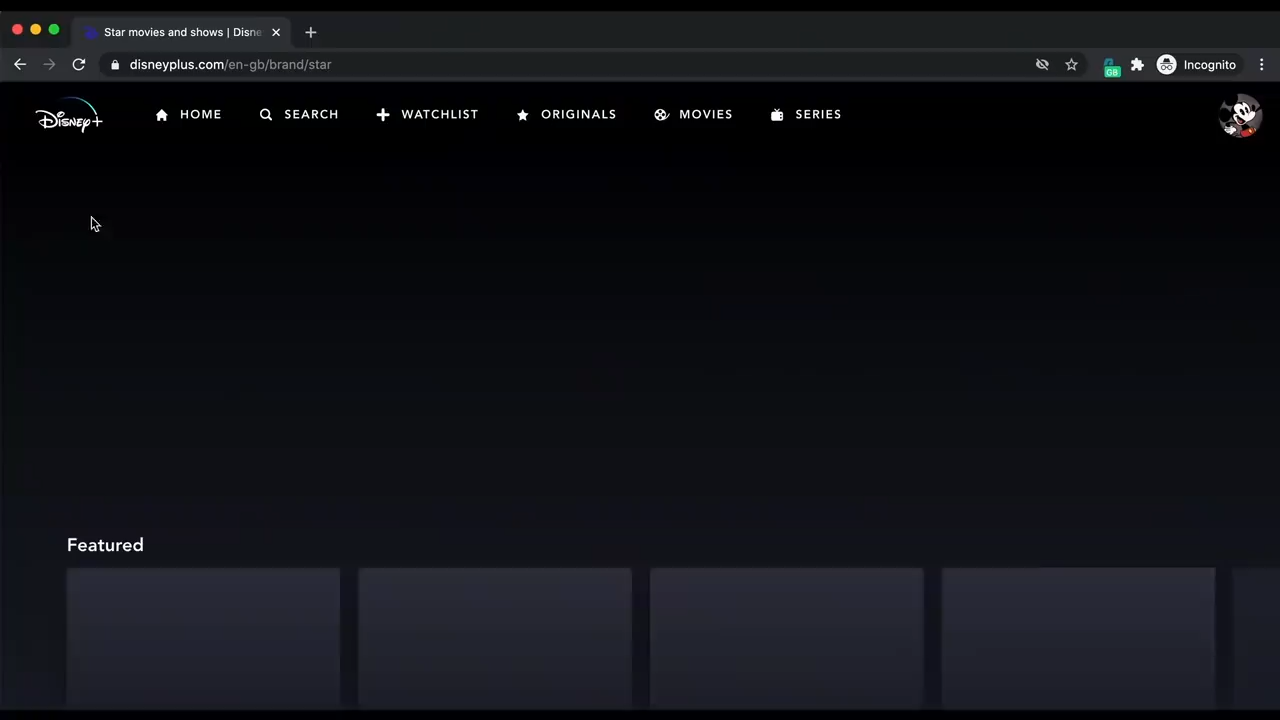 Star movies and shows | Disne
disneyplus.com/en-gb/brand/star
GB
Incognito
Disney+
HOME
SEARCH
WATCHLIST
ORIGINALS
MOVIES
SERIES
Featured